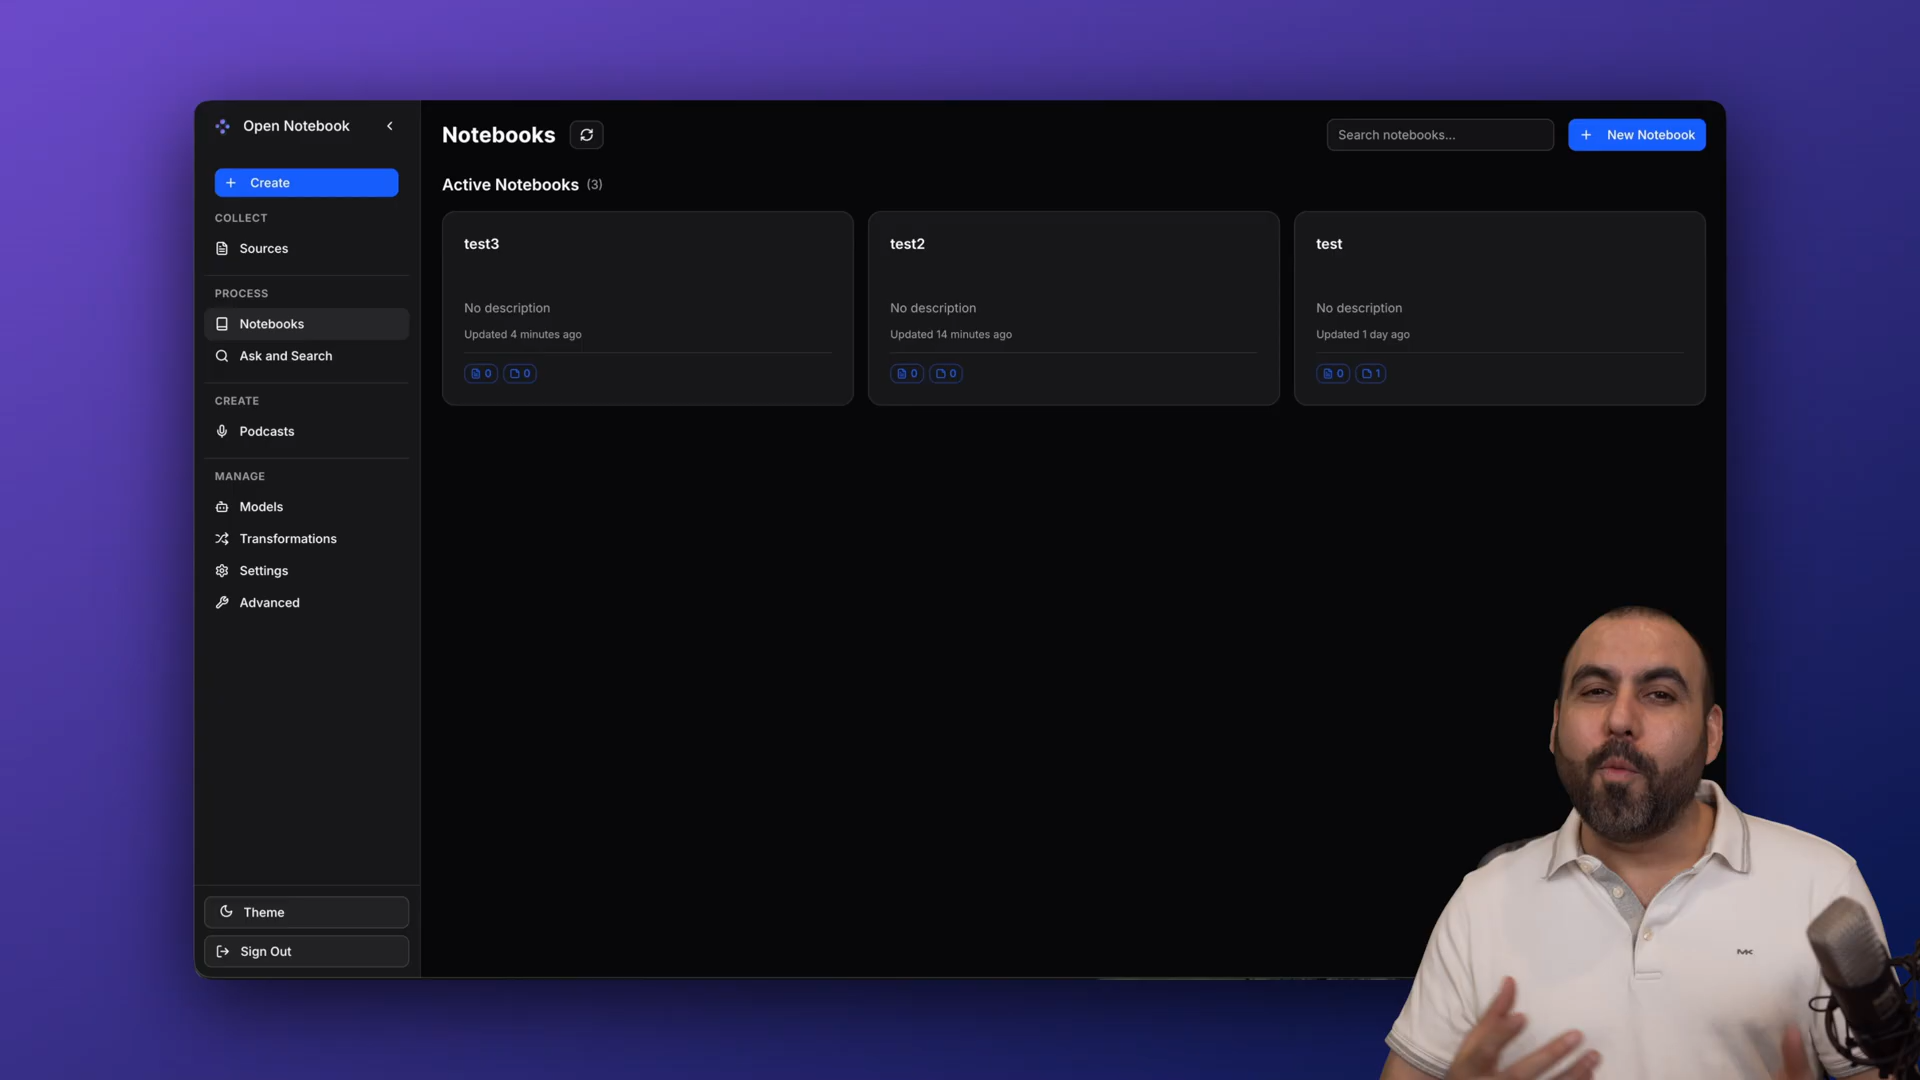 Open Notebook
Create
COLLECT
Sources
PROCESS
Notebooks
Ask and Search
CREATE
Podcasts
MANAGE
Models
Transformations
Settings
Advanced
Theme
Sign Out
Notebooks
Search notebooks...
New Notebook
Active Notebooks (3)
test3
No description
Updated 4 minutes ago
0 0
test2
No description
Updated 14 minutes ago
0 0
test
No description
Updated 1 day ago
0 1
MK